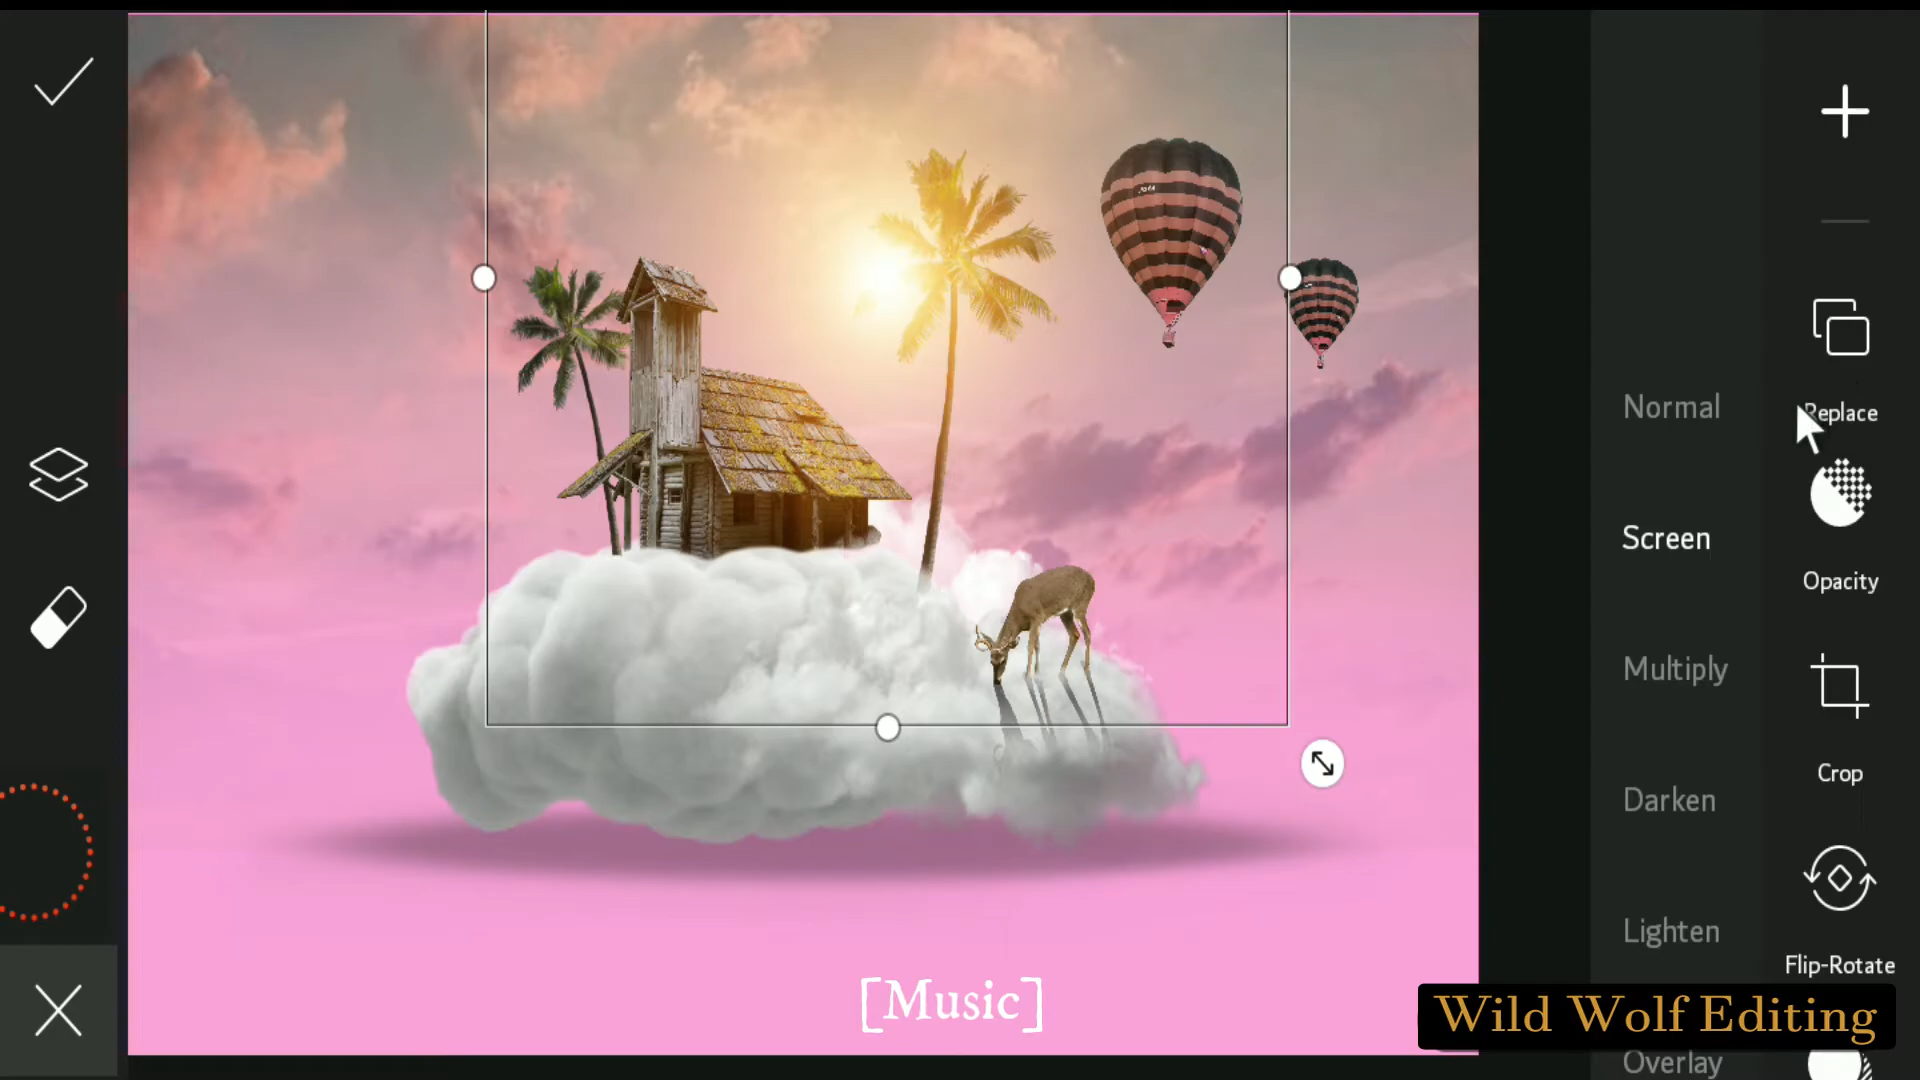 Normal
Screen
Multiply
Darken
Lighten
Overlay
Replace
Opacity
Crop
Flip-Rotate
[Music]
Wild Wolf Editing